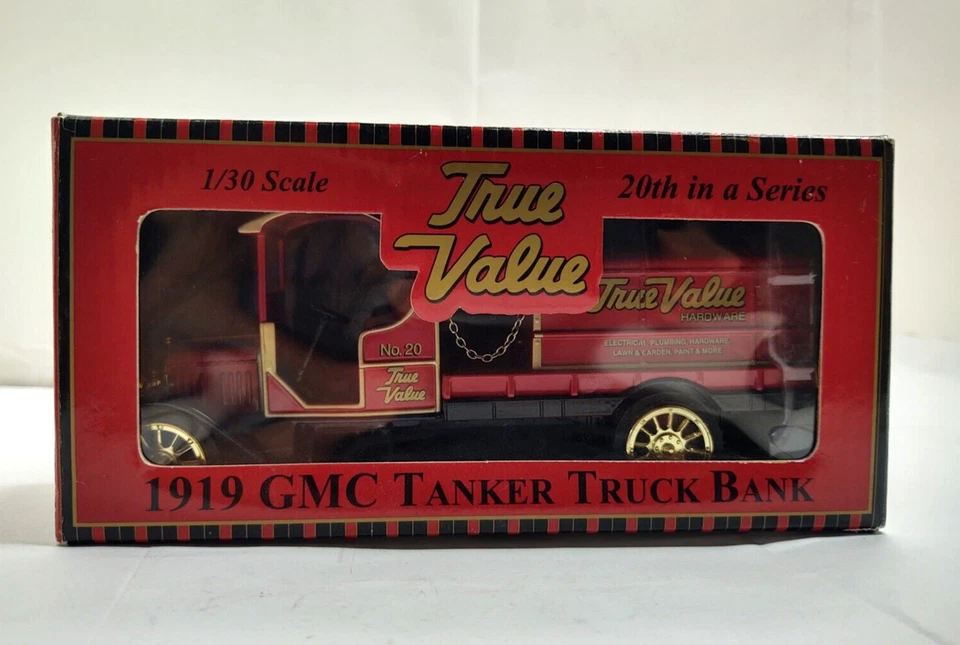 1/30 Scale
True
Value
20th in a Series
True Value
HARDWARE
ELECTRICAL, PLUMBING, HARDWARE,
LAWN & GARDEN, PAINT & MORE
No. 20
True
Value
1919 GMC TANKER TRUCK BANK